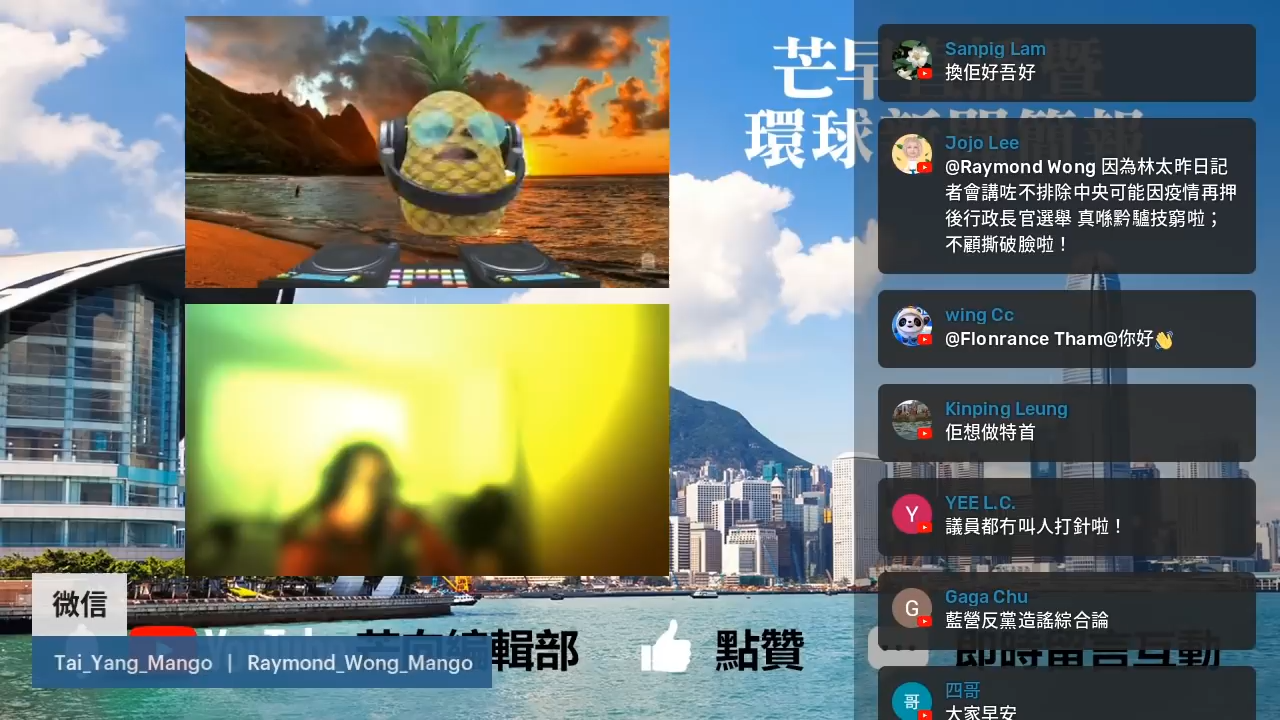 芒早
環球
Sanpig Lam
換佢好吾好
Jojo Lee
@Raymond Wong 因為林太昨日記
者會講咗不排除中央可能因疫情再押
後行政長官選舉 真喺黔驢技窮啦；
不顧撕破臉啦！
wing Cc
@Flonrance Tham@你好👋
Kinping Leung
佢想做特首
YEE L.C.
議員都冇叫人打針啦！
Gaga Chu
藍營反黨造謠綜合論
四哥
大家早安
微信
Tai_Yang_Mango | Raymond_Wong_Mango
編輯部
點贊
即時留言互動